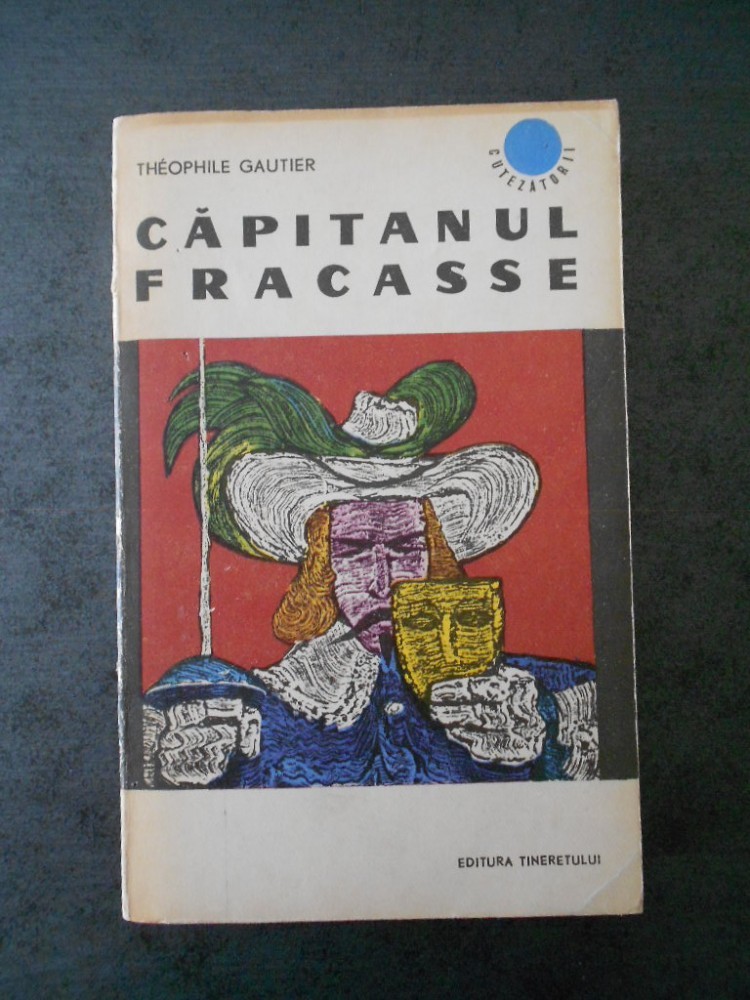 THÉOPHILE GAUTIER
CUTEZĂTORII
CĂPITANUL
FRACASSE
EDITURA TINERETULUI